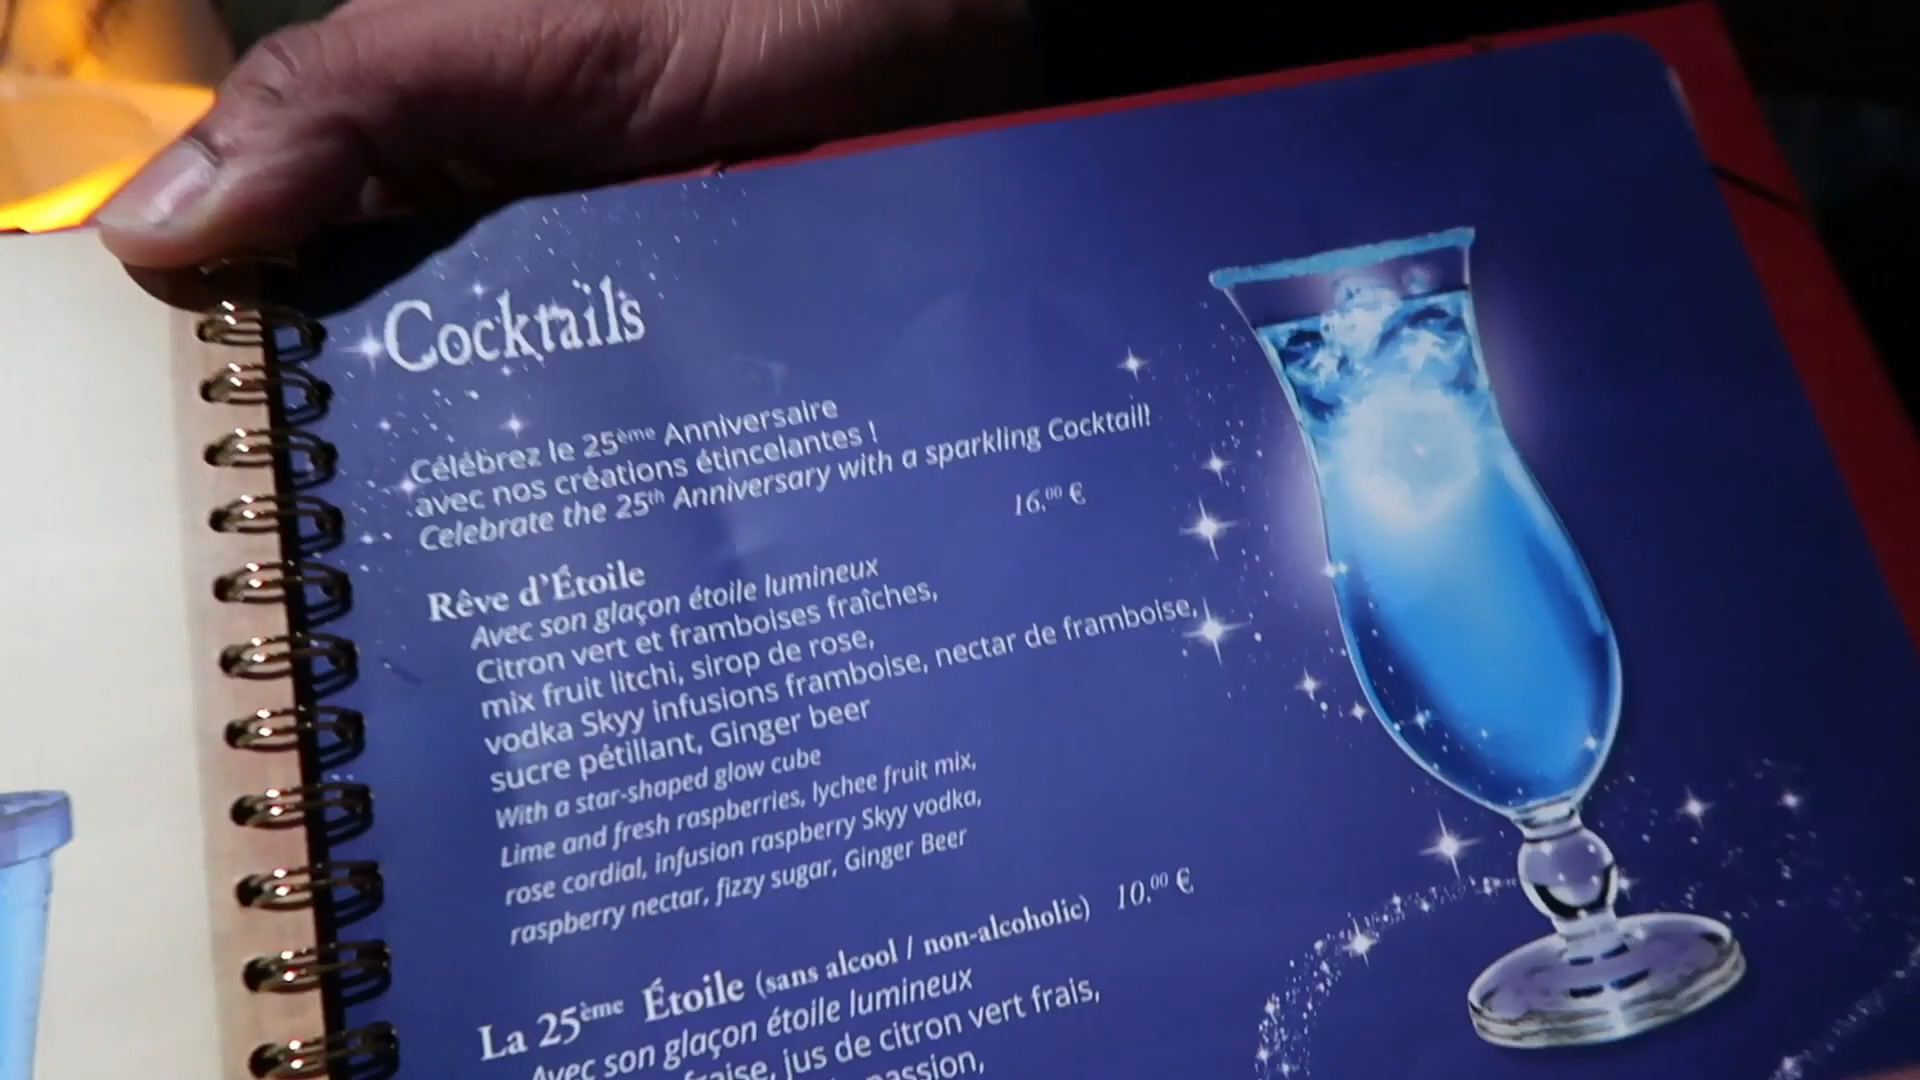 Cocktails
Célébrez le 25ème Anniversaire
avec nos créations étincelantes !
Celebrate the 25th Anniversary with a sparkling Cocktail!
Rêve d'Étoile 16.00 €
Avec son glaçon étoile lumineux
Citron vert et framboises fraîches,
mix fruit litchi, sirop de rose,
vodka Skyy infusions framboise, nectar de framboise,
sucre pétillant, Ginger beer
With a star-shaped glow cube
Lime and fresh raspberries, lychee fruit mix,
rose cordial, infusion raspberry Skyy vodka,
raspberry nectar, fizzy sugar, Ginger Beer
La 25ème Étoile (sans alcool / non-alcoholic) 10.00 €
Avec son glaçon étoile lumineux
jus de citron vert frais,